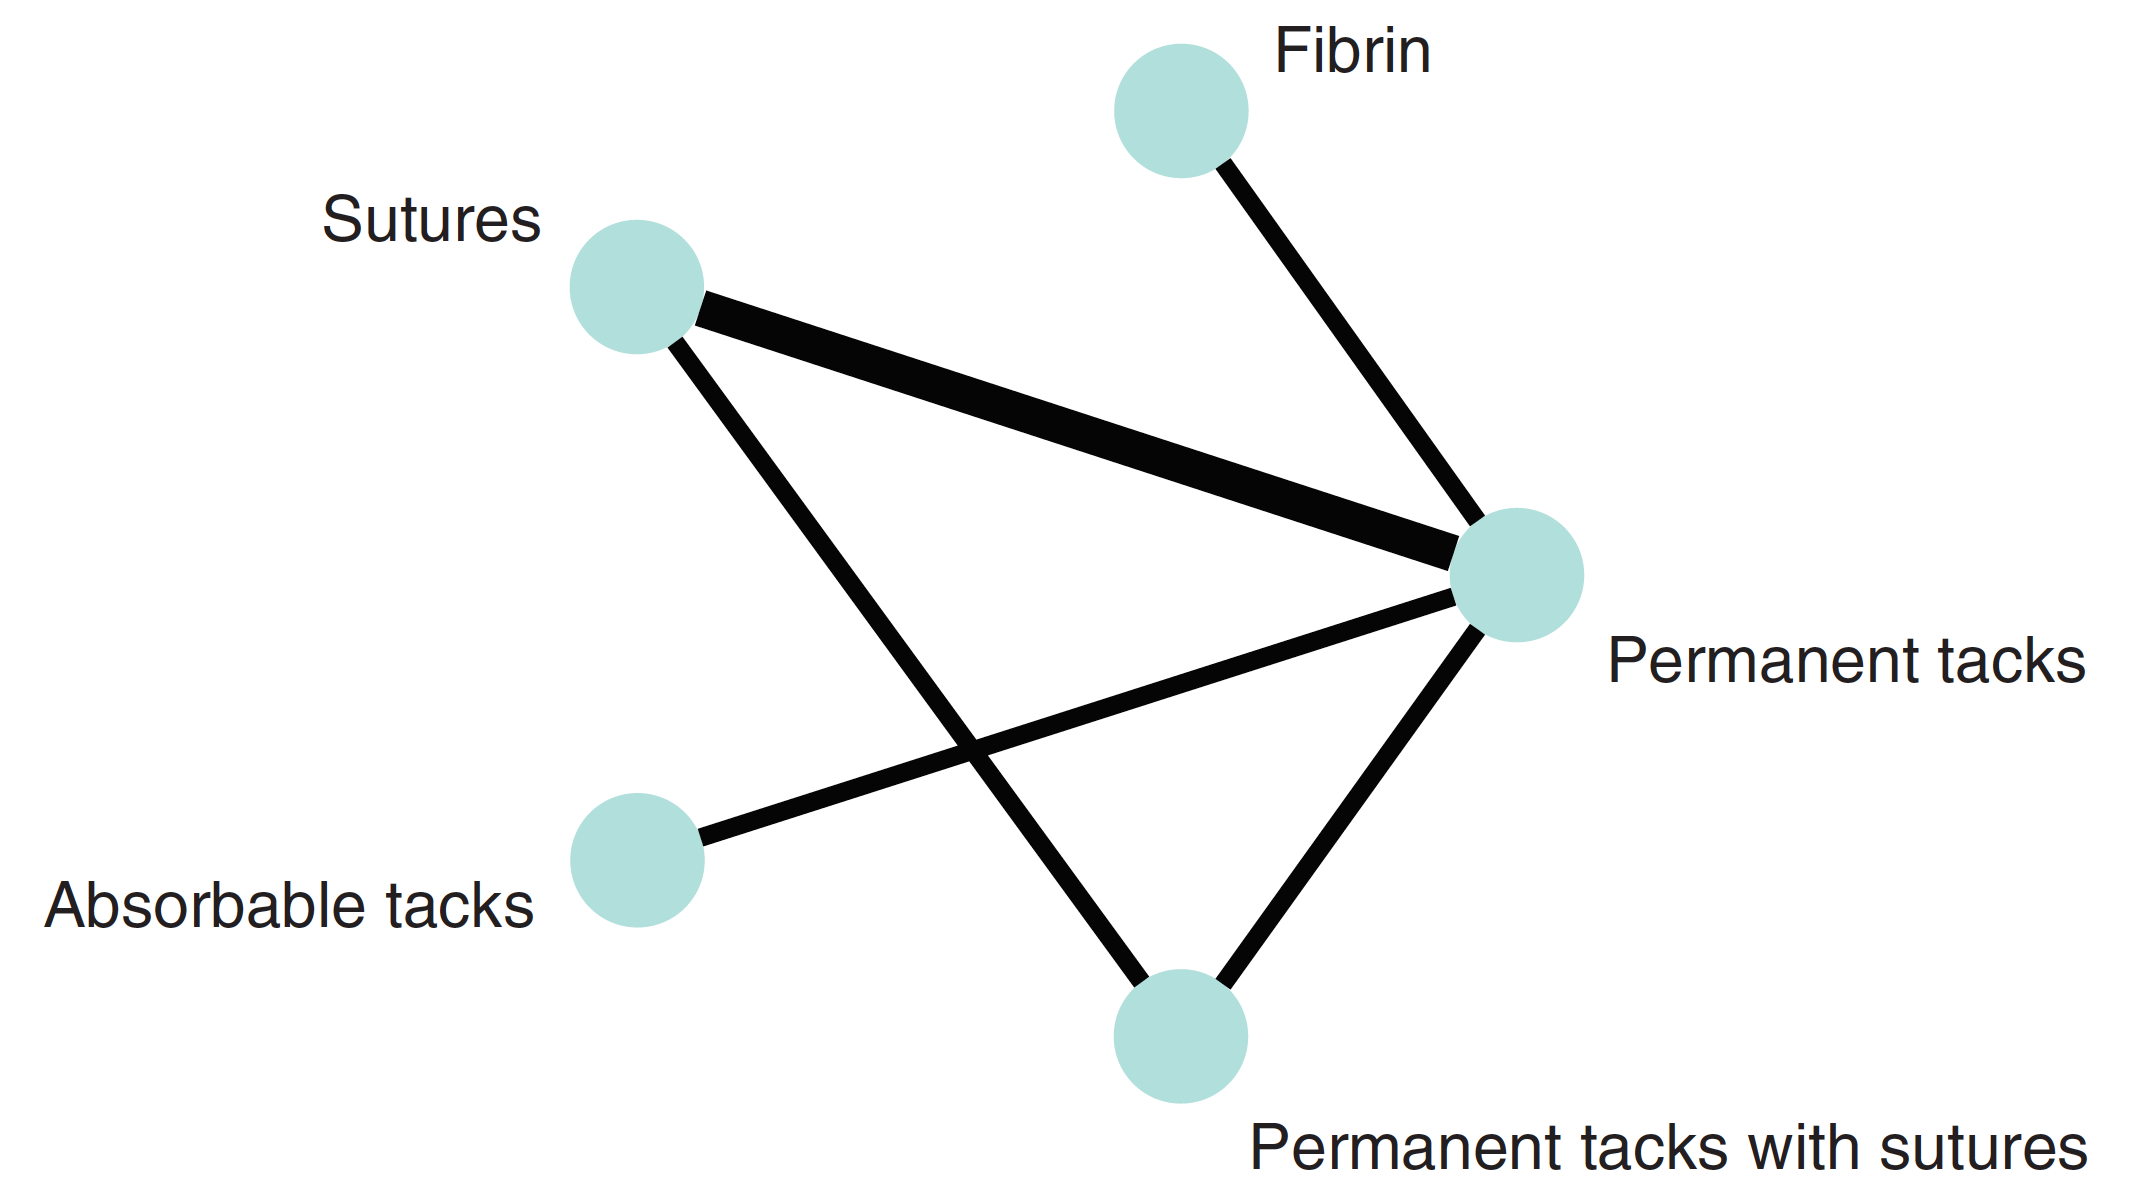 Fibrin
Sutures
Permanent tacks
Absorbable tacks
Permanent tacks with sutures